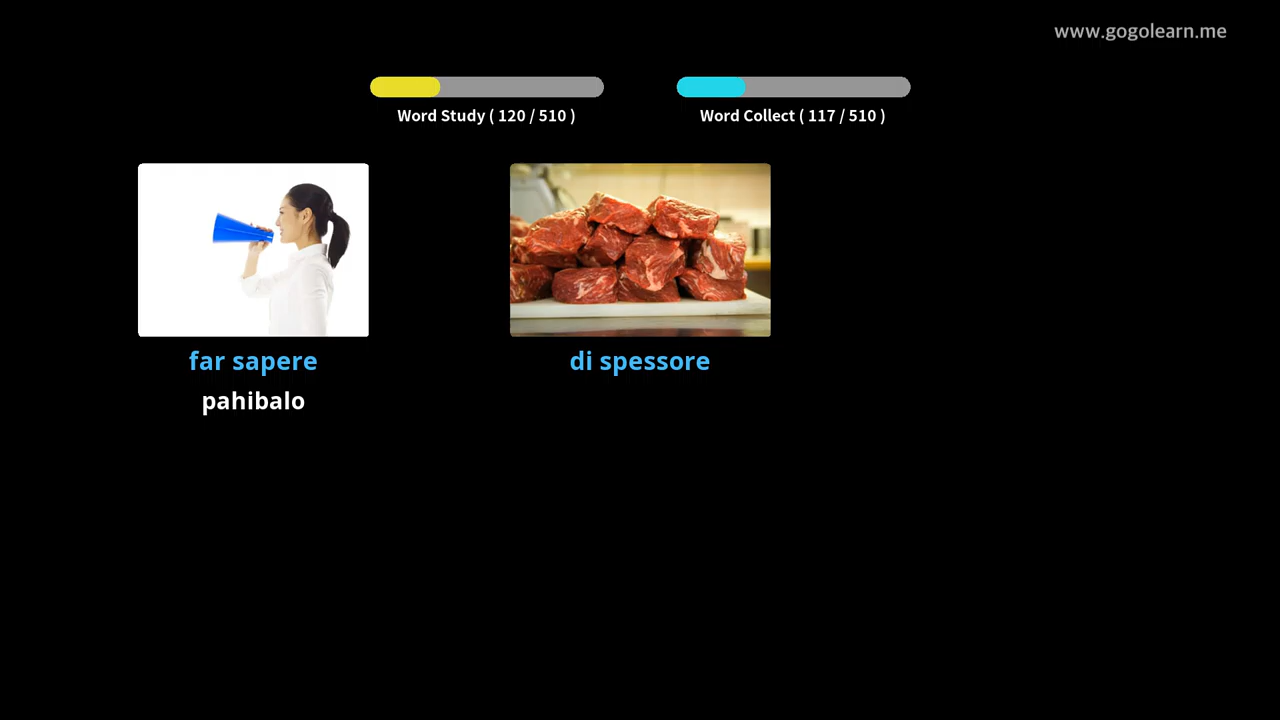 www.gogolearn.me
Word Study ( 120 / 510 )
Word Collect ( 117 / 510 )
far sapere
pahibalo
di spessore